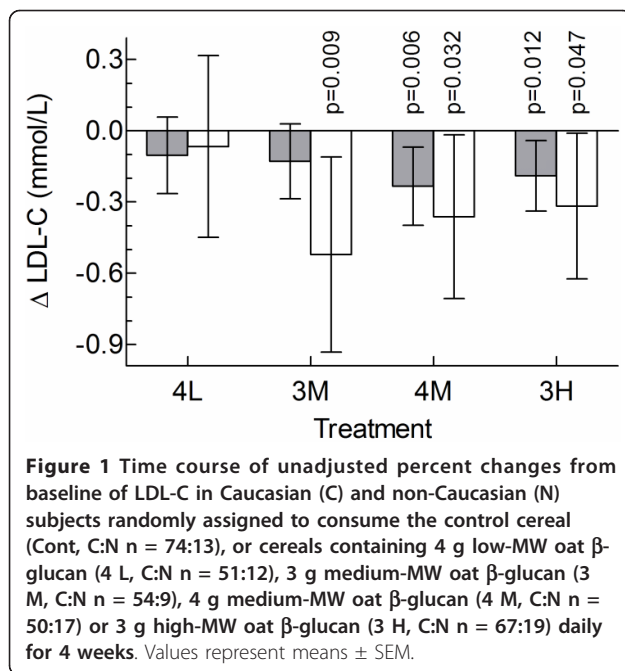 0.3
0.0
-0.3
-0.6
-0.9
Δ LDL-C (mmol/L)
p=0.009
p=0.006
p=0.032
p=0.012
p=0.047
4L 3M 4M 3H
Treatment
Figure 1 Time course of unadjusted percent changes from
baseline of LDL-C in Caucasian (C) and non-Caucasian (N)
subjects randomly assigned to consume the control cereal
(Cont, C:N n = 74:13), or cereals containing 4 g low-MW oat β-
glucan (4 L, C:N n = 51:12), 3 g medium-MW oat β-glucan (3
M, C:N n = 54:9), 4 g medium-MW oat β-glucan (4 M, C:N n =
50:17) or 3 g high-MW oat β-glucan (3 H, C:N n = 67:19) daily
for 4 weeks. Values represent means ± SEM.